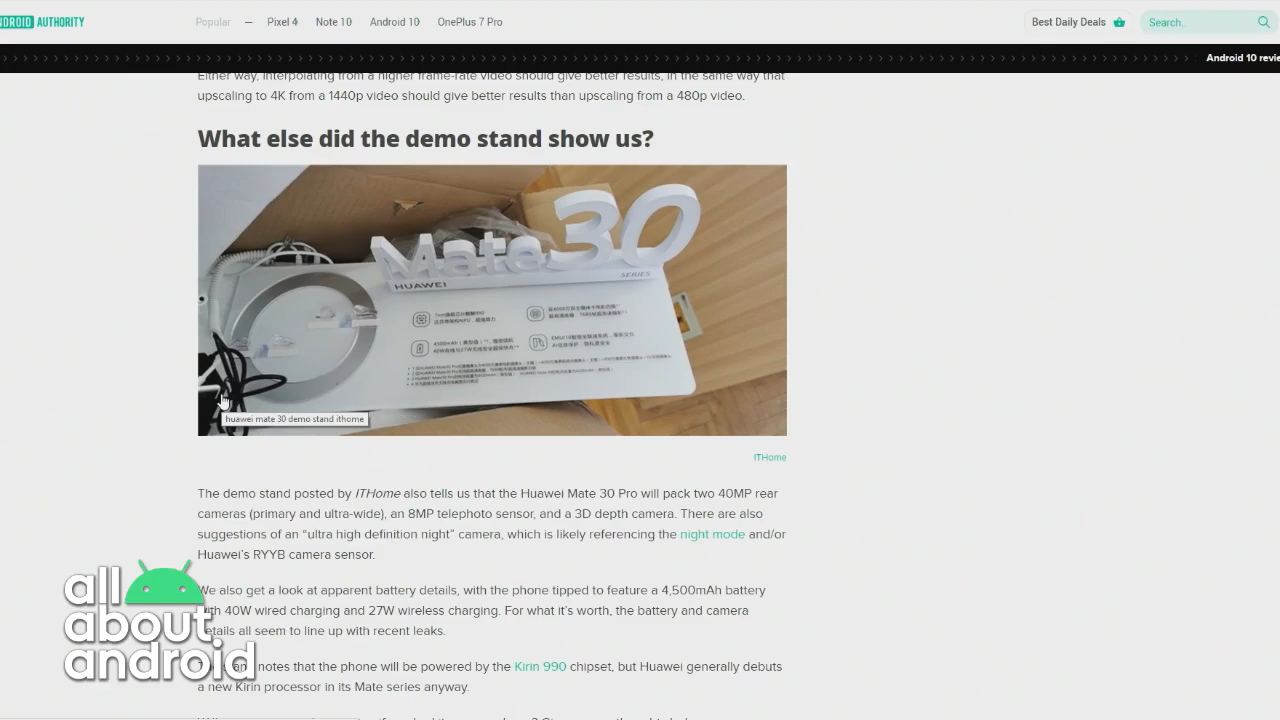 ANDROID AUTHORITY
Popular — Pixel 4 Note 10 Android 10 OnePlus 7 Pro
Best Daily Deals
Search..
Android 10 revie
Either way, interpolating from a higher frame-rate video should give better results, in the same way that
upscaling to 4K from a 1440p video should give better results than upscaling from a 480p video.
What else did the demo stand show us?
Mate 30
SERIES
HUAWEI
huawei mate 30 demo stand ithome
ITHome
The demo stand posted by ITHome also tells us that the Huawei Mate 30 Pro will pack two 40MP rear
cameras (primary and ultra-wide), an 8MP telephoto sensor, and a 3D depth camera. There are also
suggestions of an “ultra high definition night” camera, which is likely referencing the night mode and/or
Huawei’s RYYB camera sensor.
We also get a look at apparent battery details, with the phone tipped to feature a 4,500mAh battery
with 40W wired charging and 27W wireless charging. For what it’s worth, the battery and camera
details all seem to line up with recent leaks.
notes that the phone will be powered by the Kirin 990 chipset, but Huawei generally debuts
a new Kirin processor in its Mate series anyway.
all
about
android